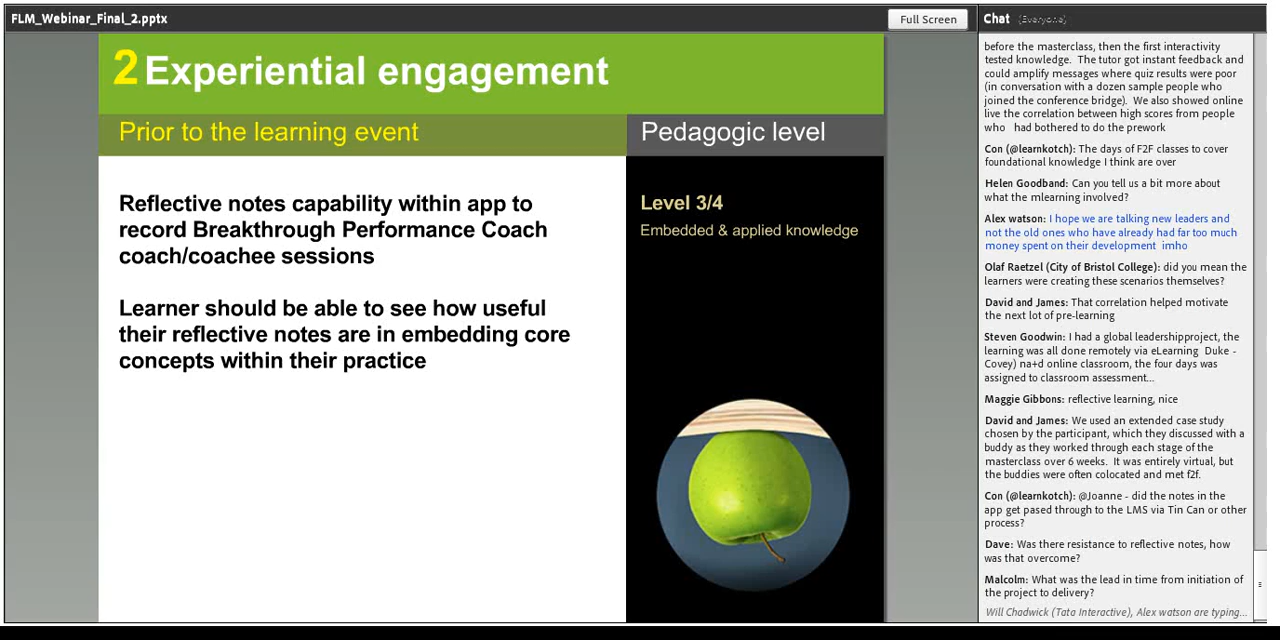 FLM_Webinar_Final_2.pptx
Full Screen
Chat (Everyone)
2 Experiential engagement
Prior to the learning event
Pedagogic level
Reflective notes capability within app to
record Breakthrough Performance Coach
coach/coachee sessions
Learner should be able to see how useful
their reflective notes are in embedding core
concepts within their practice
Level 3/4
Embedded & applied knowledge
before the masterclass, then the first interactivity
tested knowledge. The tutor got instant feedback and
could amplify messages where quiz results were poor
(in conversation with a dozen sample people who
joined the conference bridge). We also showed online
live the correlation between high scores from people
who had bothered to do the prework
Con (@learnkotch): The days of F2F classes to cover
foundational knowledge I think are over
Helen Goodband: Can you tell us a bit more about
what the mlearning involved?
Alex watson: I hope we are talking new leaders and
not the old ones who have already had far too much
money spent on their development imho
Olaf Raetzel (City of Bristol College): did you mean the
learners were creating these scenarios themselves?
David and James: That correlation helped motivate
the next lot of pre-learning
Steven Goodwin: I had a global leadershipproject, the
learning was all done remotely via eLearning Duke -
Covey) na+d online classroom, the four days was
assigned to classroom assessment...
Maggie Gibbons: reflective learning, nice
David and James: We used an extended case study
chosen by the participant, which they discussed with a
buddy as they worked through each stage of the
masterclass over 6 weeks. It was entirely virtual, but
the buddies were often colocated and met f2f.
Con (@learnkotch): @Joanne - did the notes in the
app get pased through to the LMS via Tin Can or other
process?
Dave: Was there resistance to reflective notes, how
was that overcome?
Malcolm: What was the lead in time from initiation of
the project to delivery?
Will Chadwick (Tata Interactive), Alex watson are typing...